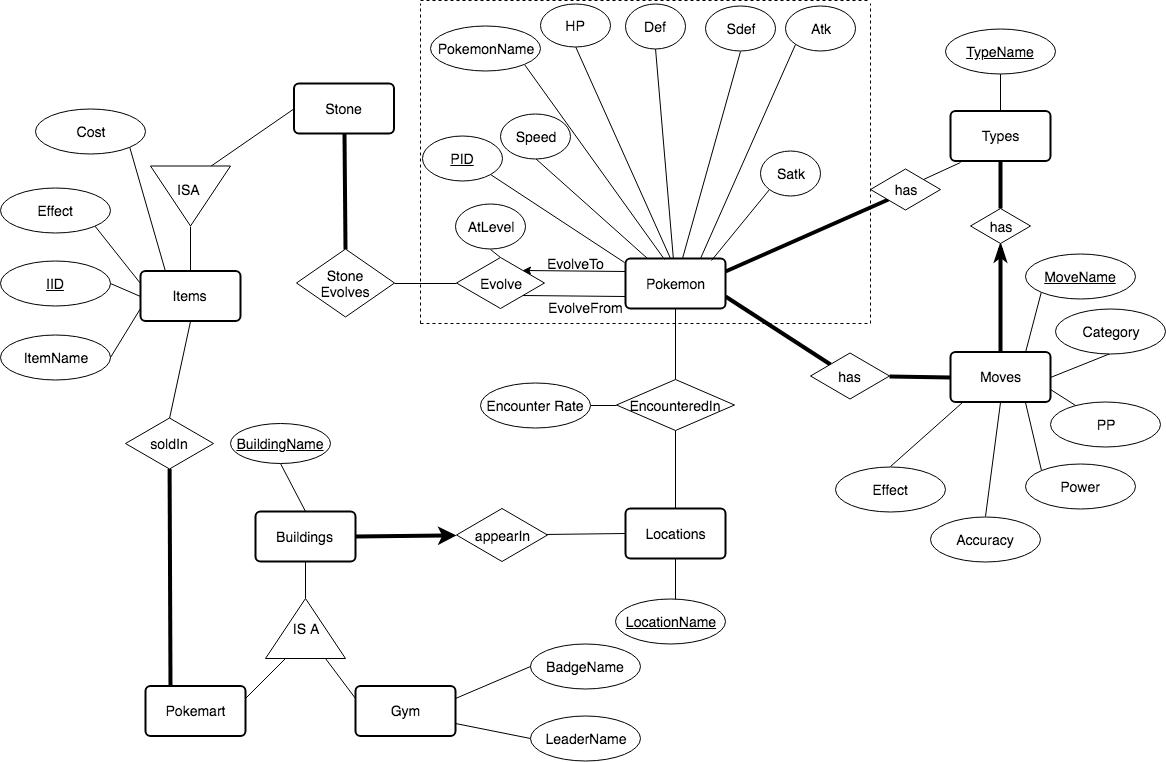 HP
Def
Sdef
Atk
PokemonName
TypeName
Stone
Cost
Speed
Types
PID
Satk
ISA
has
Effect
AtLevel
has
EvolveTo
MoveName
Stone
Evolves
Evolve
Pokemon
IID
Items
EvolveFrom
Category
ItemName
has
Moves
Encounter Rate
EncounteredIn
PP
soldIn
BuildingName
Effect
Power
Buildings
appearIn
Locations
Accuracy
LocationName
IS A
BadgeName
Pokemart
Gym
LeaderName